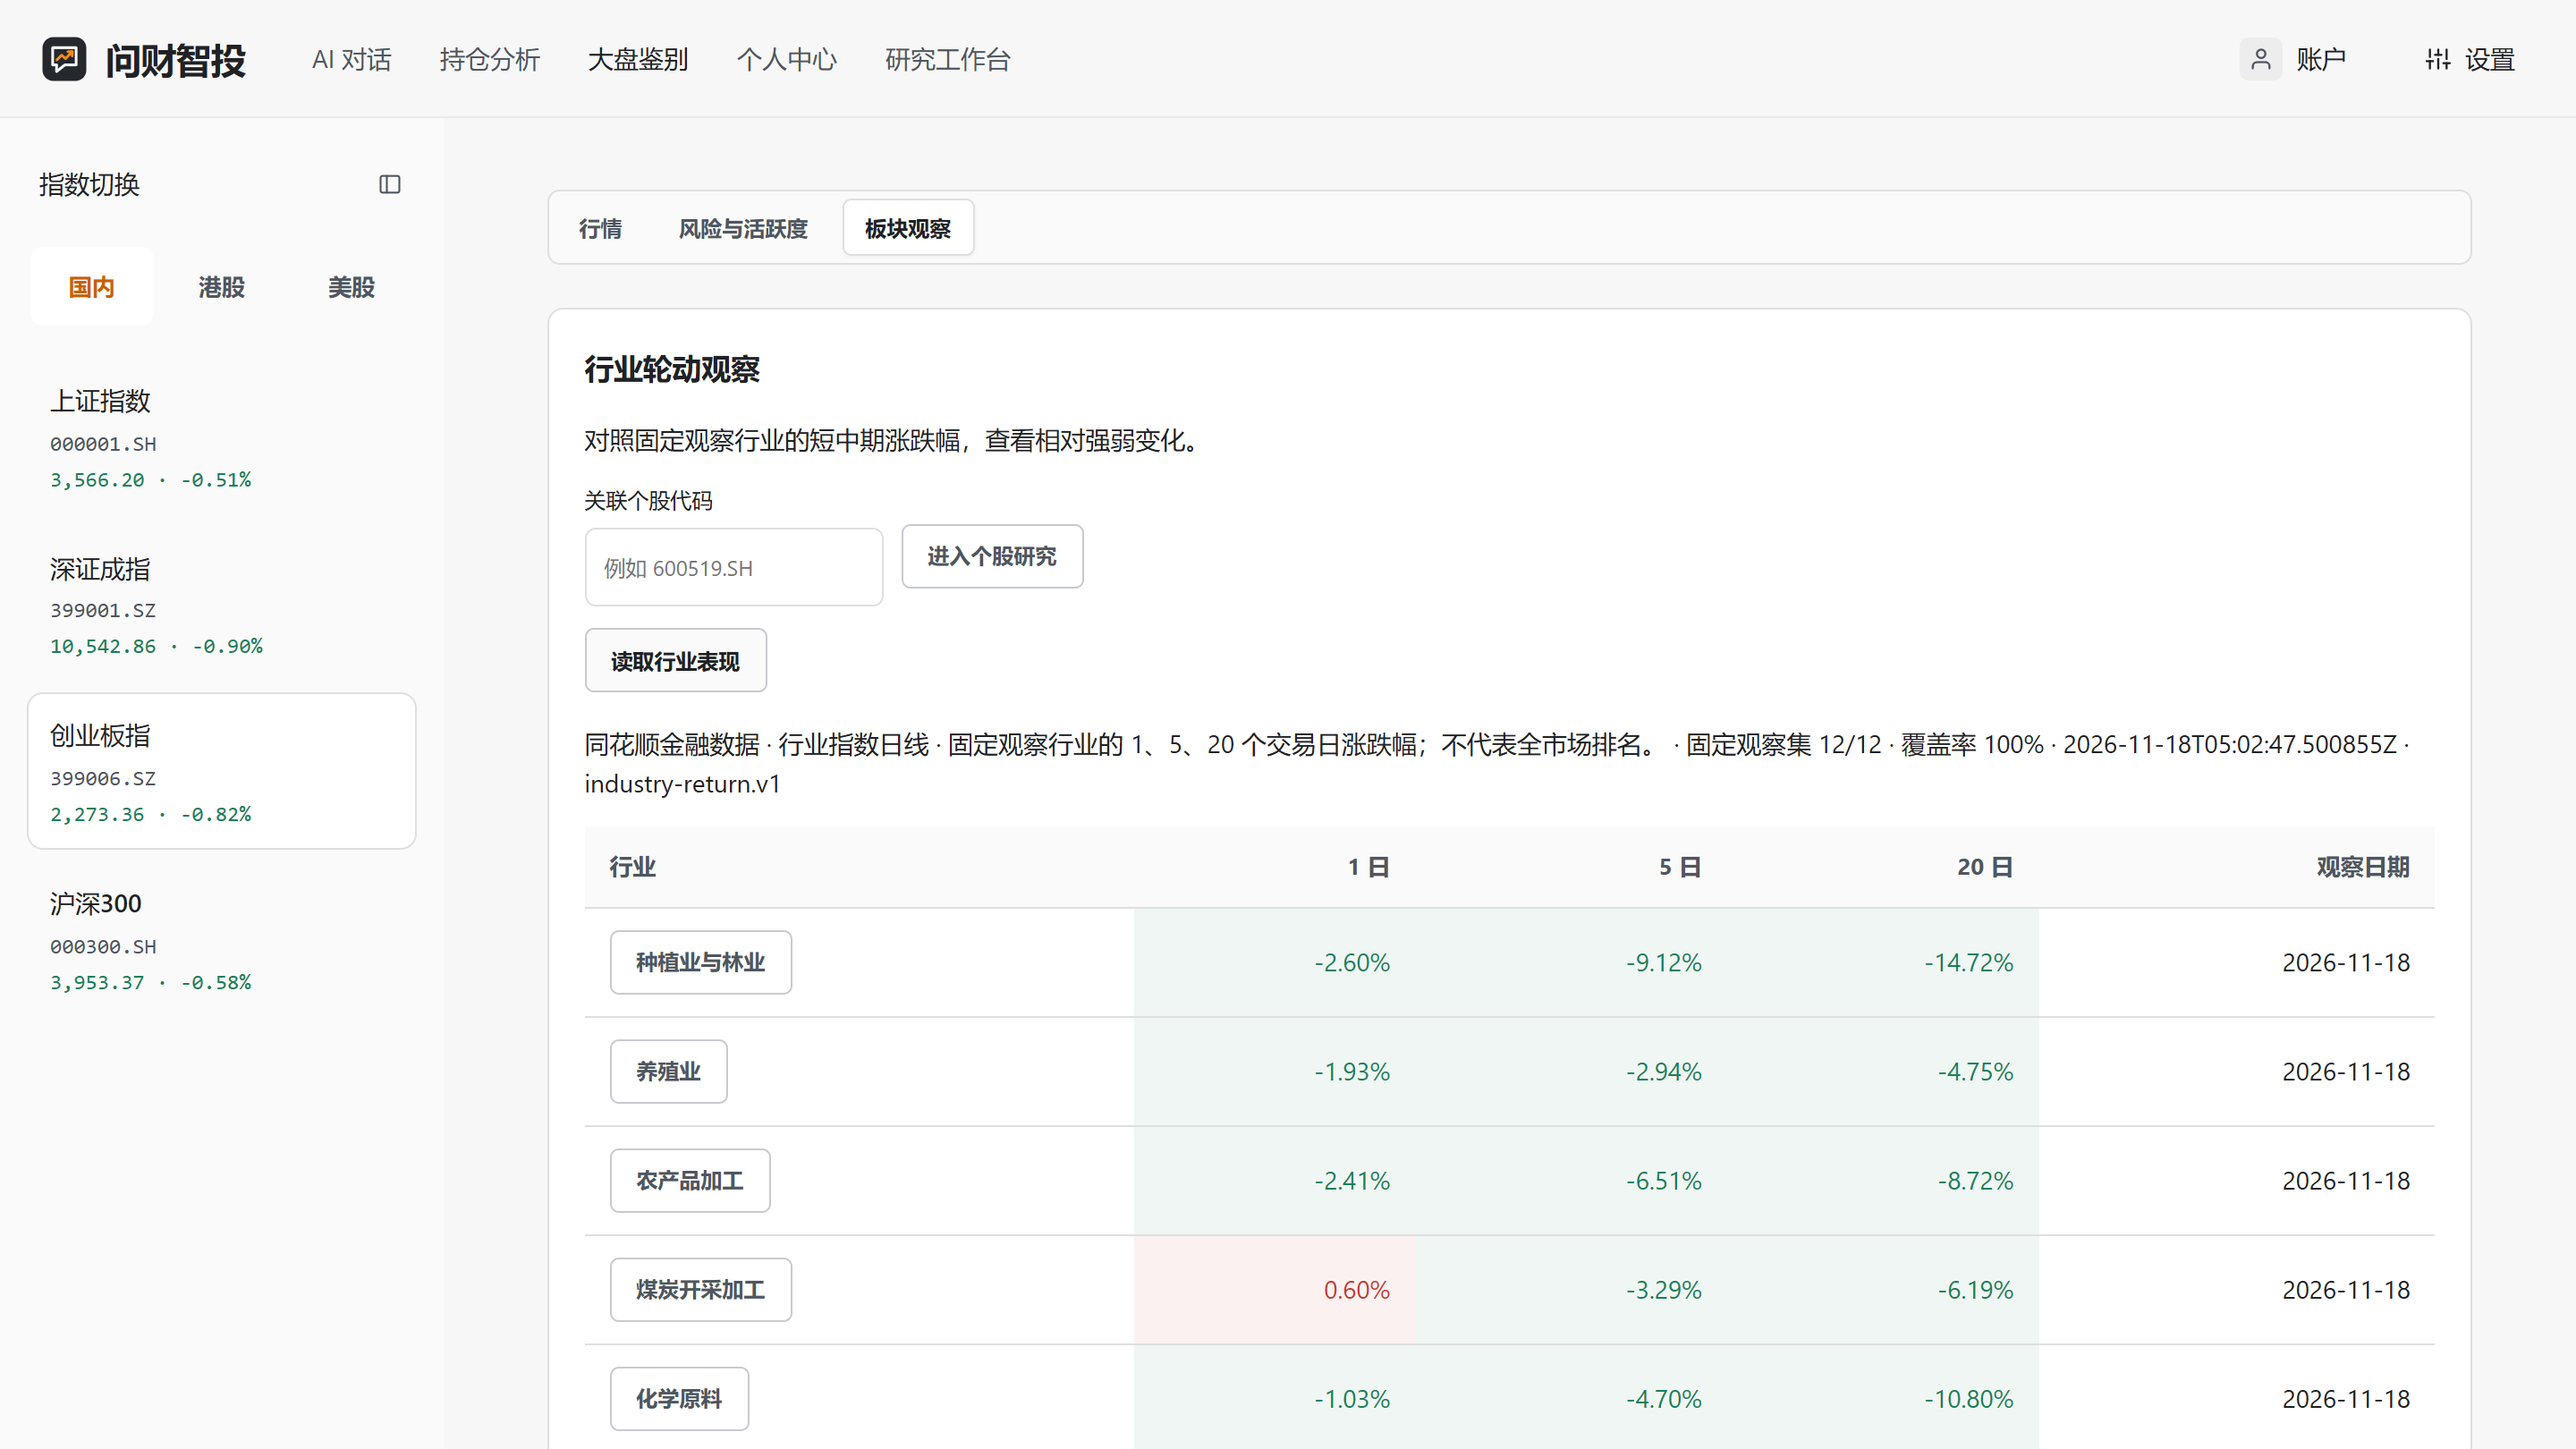 问财智投
AI 对话
持仓分析
大盘鉴别
个人中心
研究工作台
账户
设置
指数切换
国内
港股
美股
上证指数
000001.SH
3,566.20 · -0.51%
深证成指
399001.SZ
10,542.86 · -0.90%
创业板指
399006.SZ
2,273.36 · -0.82%
沪深300
000300.SH
3,953.37 · -0.58%
行情
风险与活跃度
板块观察
行业轮动观察
对照固定观察行业的短中期涨跌幅，查看相对强弱变化。
关联个股代码
例如 600519.SH
进入个股研究
读取行业表现
同花顺金融数据 · 行业指数日线 · 固定观察行业的 1、5、20 个交易日涨跌幅；不代表全市场排名。 · 固定观察集 12/12 · 覆盖率 100% · 2026-11-18T05:02:47.500855Z ·
industry-return.v1
行业 1 日 5 日 20 日 观察日期
种植业与林业 -2.60% -9.12% -14.72% 2026-11-18
养殖业 -1.93% -2.94% -4.75% 2026-11-18
农产品加工 -2.41% -6.51% -8.72% 2026-11-18
煤炭开采加工 0.60% -3.29% -6.19% 2026-11-18
化学原料 -1.03% -4.70% -10.80% 2026-11-18